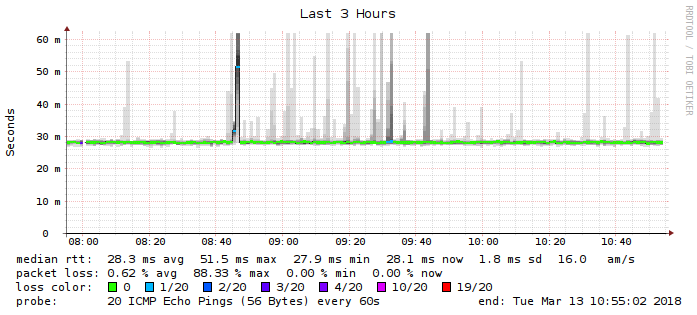 Last 3 Hours
RRDTOOL / TOBI OETIKER
Seconds
60 m
50 m
40 m
30 m
20 m
10 m
0
08:00 08:20 08:40 09:00 09:20 09:40 10:00 10:20 10:40
median rtt: 28.3 ms avg 51.5 ms max 27.9 ms min 28.1 ms now 1.8 ms sd 16.0 am/s
packet loss: 0.62 % avg 88.33 % max 0.00 % min 0.00 % now
loss color: 0 1/20 2/20 3/20 4/20 10/20 19/20
probe: 20 ICMP Echo Pings (56 Bytes) every 60s end: Tue Mar 13 10:55:02 2018